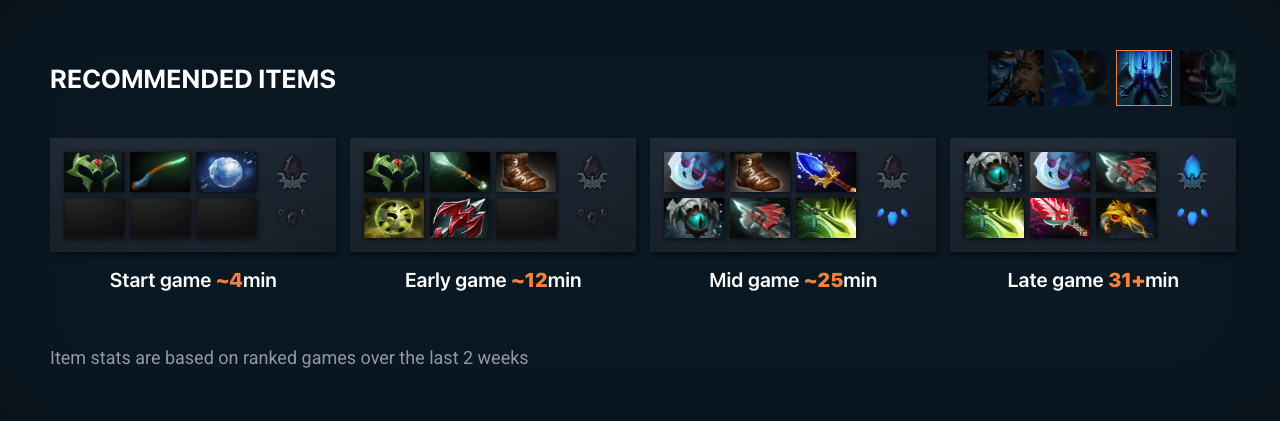 RECOMMENDED ITEMS
Start game ~4min
Early game ~12min
Mid game ~25min
Late game 31+min
Item stats are based on ranked games over the last 2 weeks